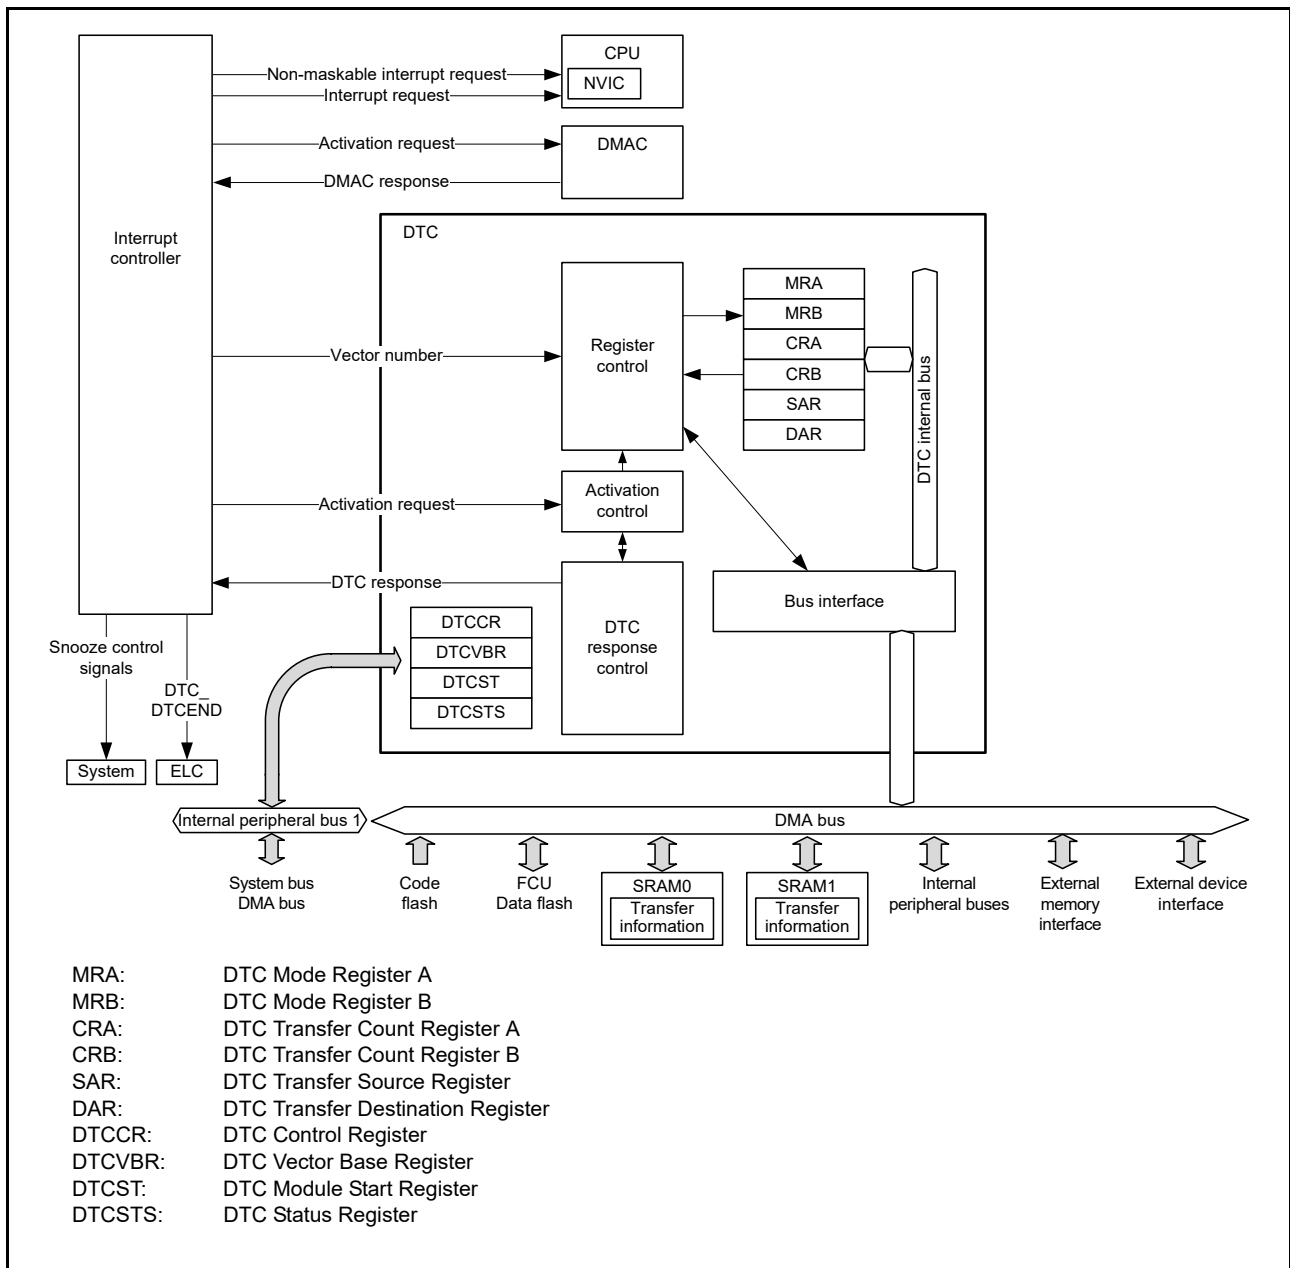 CPU
Non-maskable interrupt request
NVIC
Interrupt request
Activation request
DMAC
DMAC response
DTC
Interrupt
controller
MRA
MRB
Vector number
Register
control
CRA
CRB
SAR
DAR
DTC internal bus
Activation request
Activation
control
DTC response
Bus interface
DTCCR
DTCVBR
DTCST
DTCSTS
DTC
response
control
Snooze control
signals
DTC_
DTCEND
System
ELC
Internal peripheral bus 1
DMA bus
System bus
DMA bus
Code
flash
FCU
Data flash
SRAM0
Transfer
information
SRAM1
Transfer
information
Internal
peripheral buses
External
memory
interface
External device
interface
MRA: DTC Mode Register A
MRB: DTC Mode Register B
CRA: DTC Transfer Count Register A
CRB: DTC Transfer Count Register B
SAR: DTC Transfer Source Register
DAR: DTC Transfer Destination Register
DTCCR: DTC Control Register
DTCVBR: DTC Vector Base Register
DTCST: DTC Module Start Register
DTCSTS: DTC Status Register